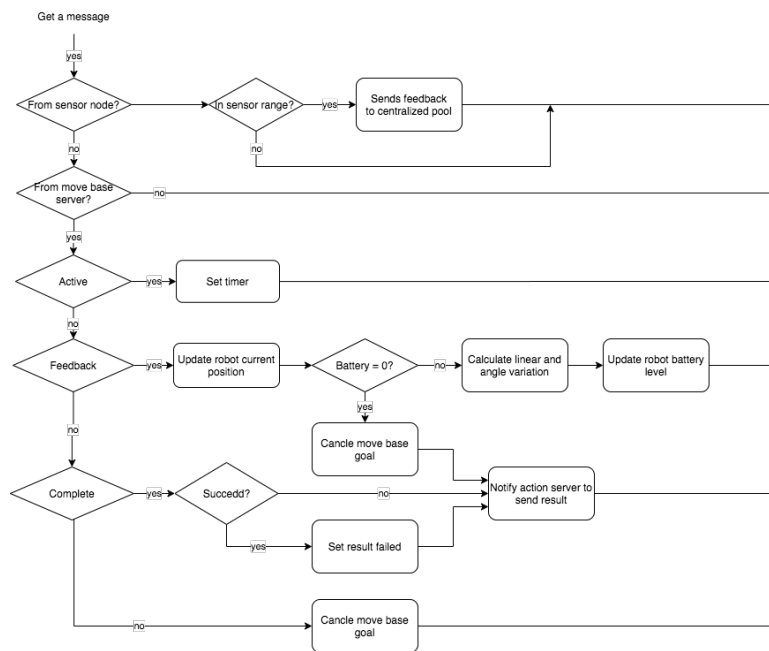 Get a message
yes
From sensor node?
In sensor range?
yes
Sends feedback
to centralized pool
no
no
From move base
server?
no
yes
Active
yes
Set timer
no
Feedback
yes
Update robot current
position
Battery = 0?
no
Calculate linear and
angle variation
Update robot battery
level
yes
no
Cancle move base
goal
Complete
yes
Succedd?
no
Notify action server to
send result
yes
Set result failed
no
Cancle move base
goal